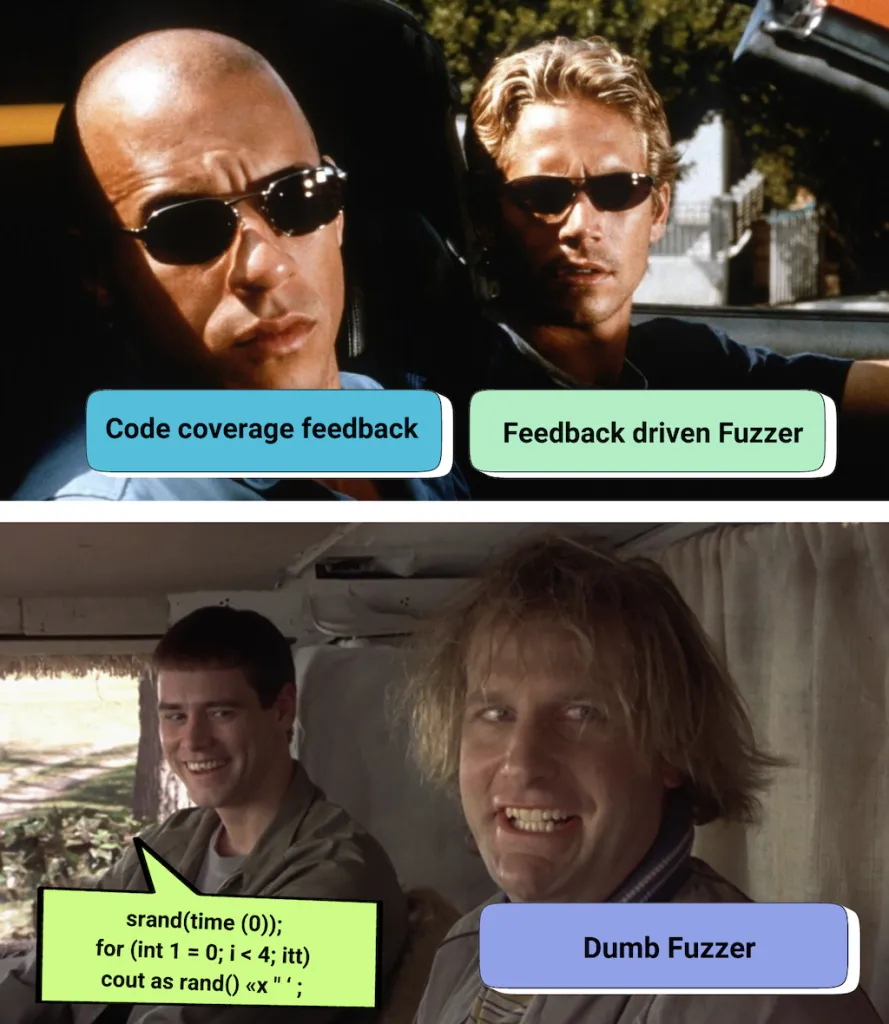 Code coverage feedback
Feedback driven Fuzzer
srand(time (0));
for (int 1 = 0; i < 4; itt)
cout as rand() «x " ‘ ;
Dumb Fuzzer